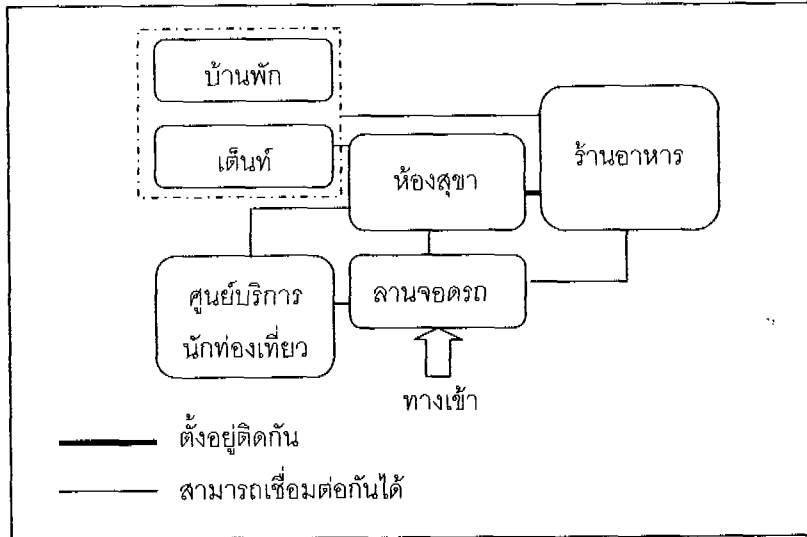 บ้านพัก
เต็นท์
ห้องสุขา
ร้านอาหาร
ศูนย์บริการ
นักท่องเที่ยว
ลานจอดรถ
ทางเข้า
ตั้งอยู่ติดกัน
สามารถเชื่อมต่อกันได้